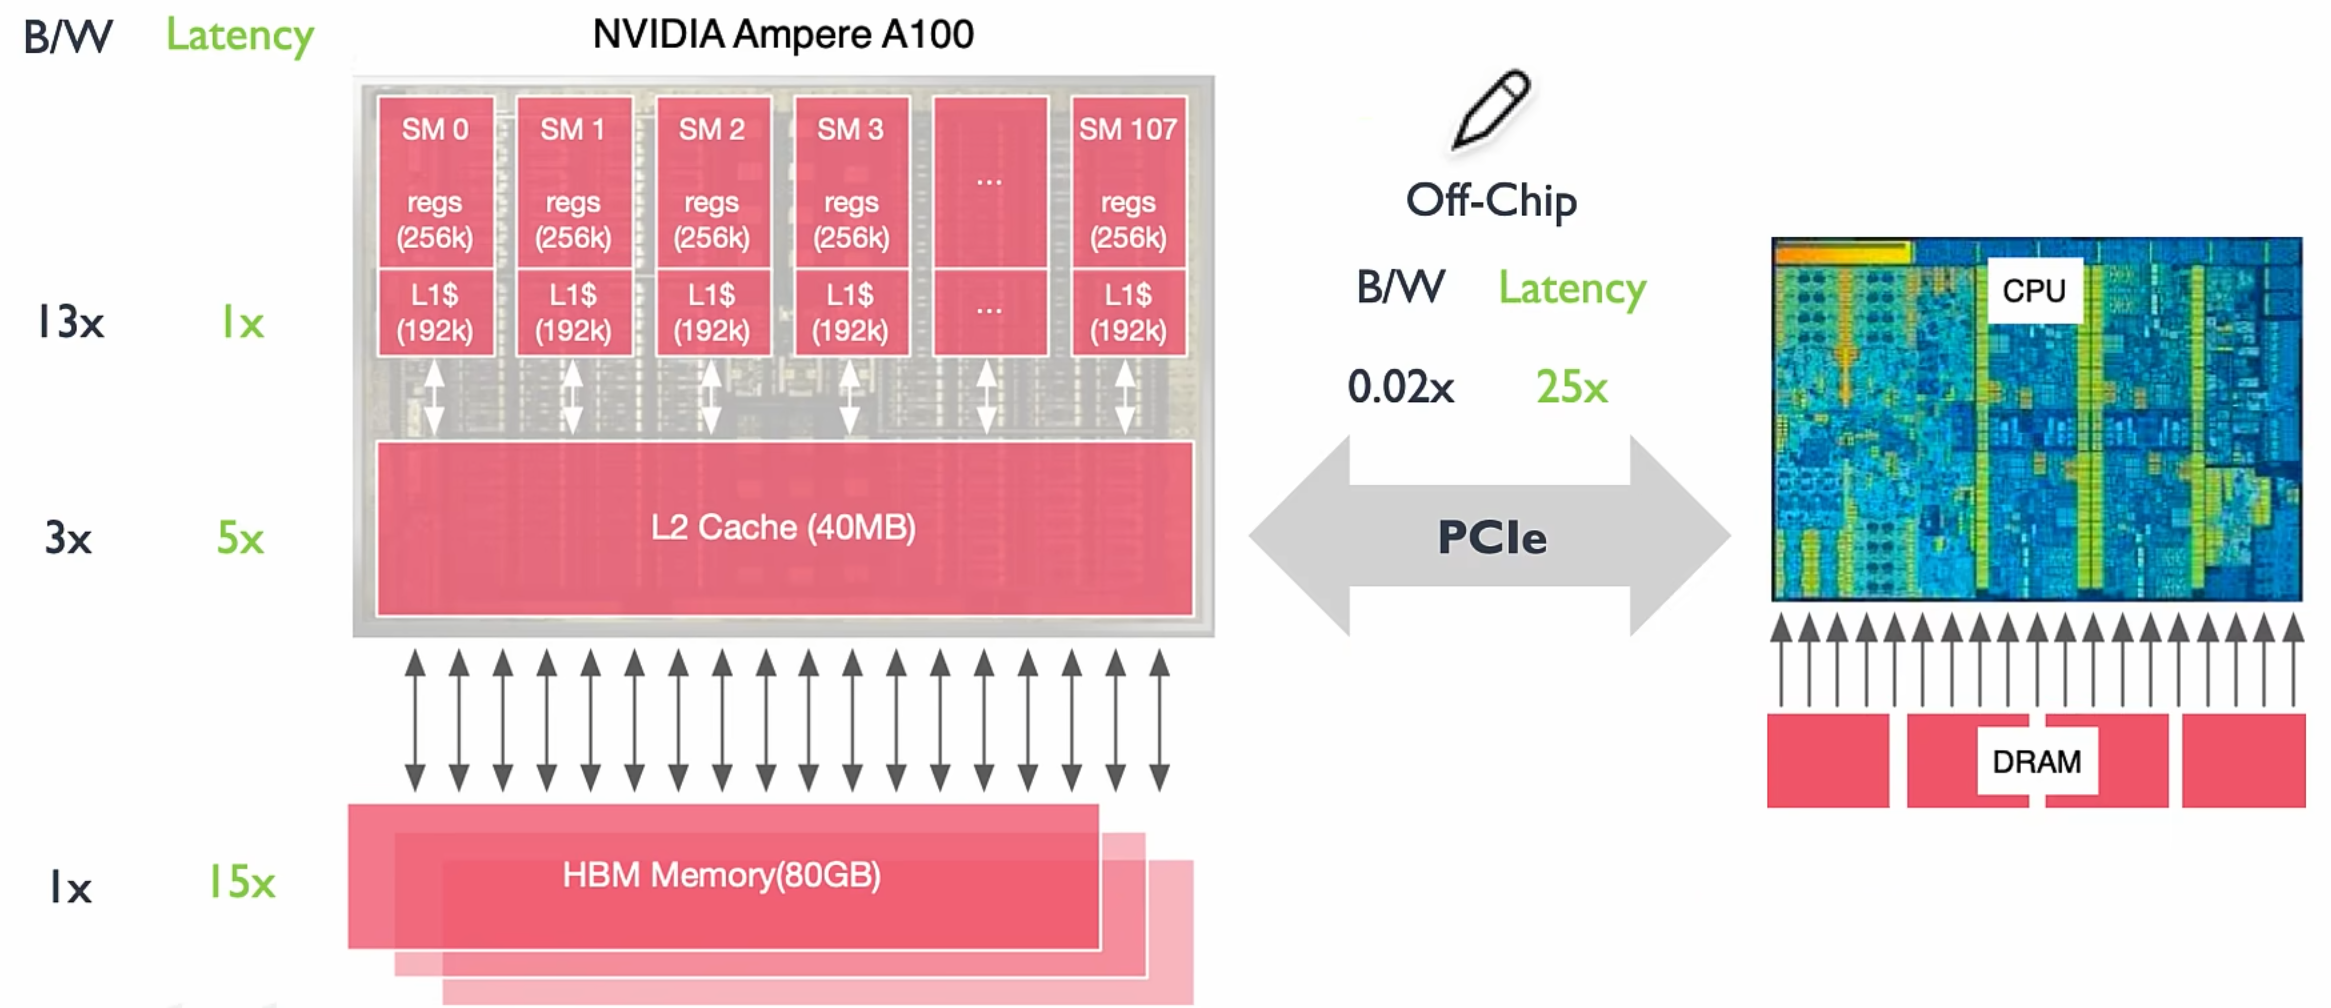 B/W Latency
NVIDIA Ampere A100
SM 0
regs
(256k)
L1$
(192k)
SM 1
regs
(256k)
L1$
(192k)
SM 2
regs
(256k)
L1$
(192k)
SM 3
regs
(256k)
L1$
(192k)
...
...
SM 107
regs
(256k)
L1$
(192k)
13x 1x
L2 Cache (40MB)
3x 5x
HBM Memory(80GB)
1x 15x
Off-Chip
B/W Latency
0.02x 25x
PCIe
CPU
DRAM